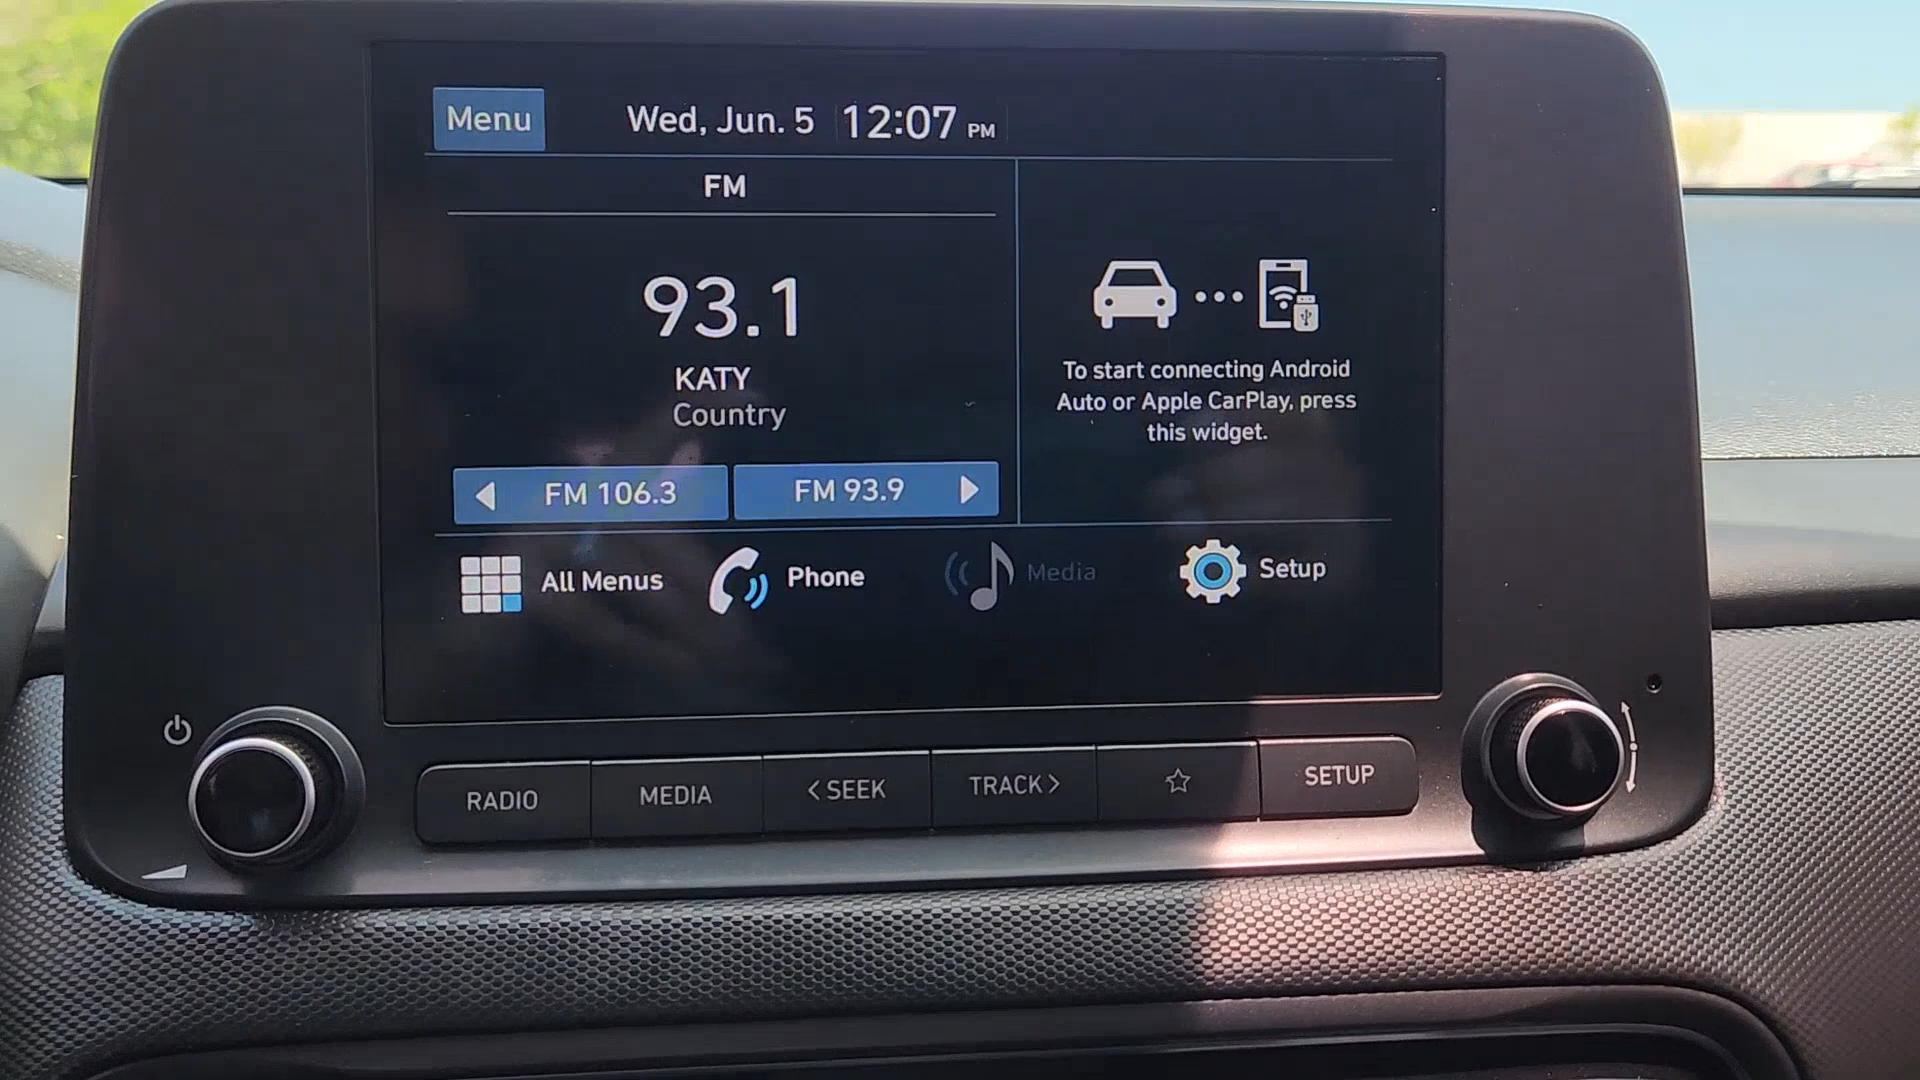 Menu
Wed, Jun. 5 12:07 PM
FM
93.1
KATY
Country
FM 106.3
FM 93.9
To start connecting Android
Auto or Apple CarPlay, press
this widget.
All Menus
Phone
Media
Setup
RADIO
MEDIA
< SEEK
TRACK >
SETUP